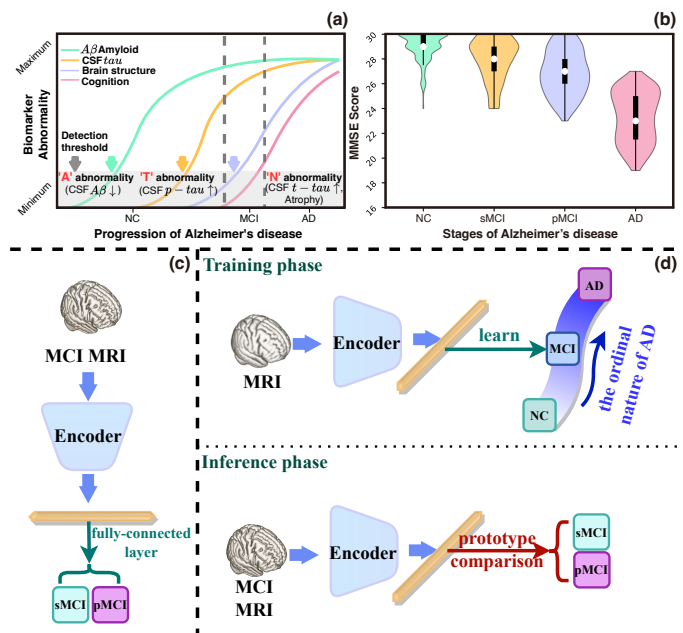 (a)
Maximum
Minimum
Biomarker
Abnormality
Aβ Amyloid
CSF tau
Brain structure
Cognition
Detection
threshold
'A' abnormality
(CSF Aβ ↓)
'T' abnormality
(CSF p − tau ↑)
'N' abnormality
(CSF t − tau ↑,
Atrophy)
NC
MCI
AD
Progression of Alzheimer's disease
(b)
MMSE Score
30
28
26
24
22
20
18
16
NC
sMCI
pMCI
AD
Stages of Alzheimer's disease
(c)
MCI MRI
Encoder
fully-connected
layer
sMCI
pMCI
(d)
Training phase
MRI
Encoder
learn
AD
MCI
NC
the ordinal
nature of AD
Inference phase
MCI
MRI
Encoder
prototype
comparison
sMCI
pMCI